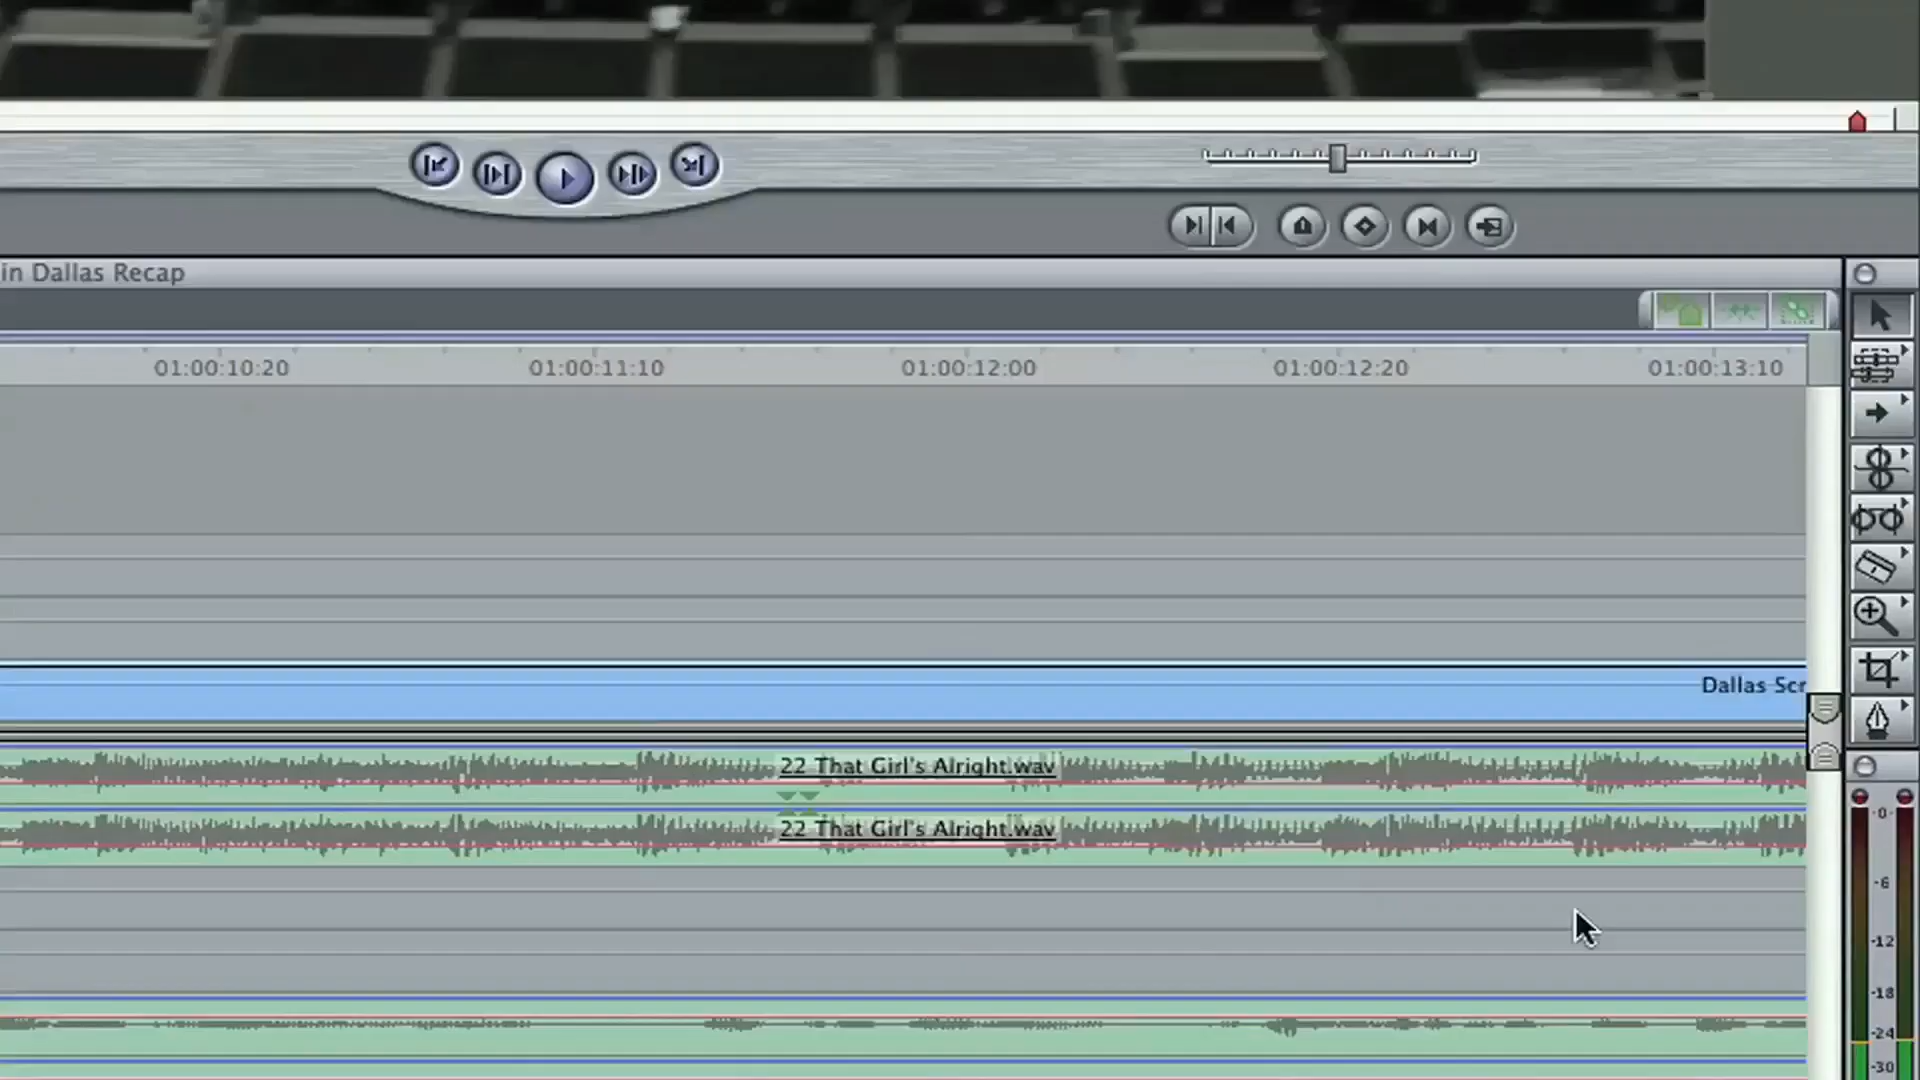 in Dallas Recap
01:00:10:20 01:00:11:10 01:00:12:00 01:00:12:20 01:00:13:10
Dallas Scr
22 That Girl's Alright.wav
22 That Girl's Alright.wav
-0-
-6
-12
-18
-24
-30